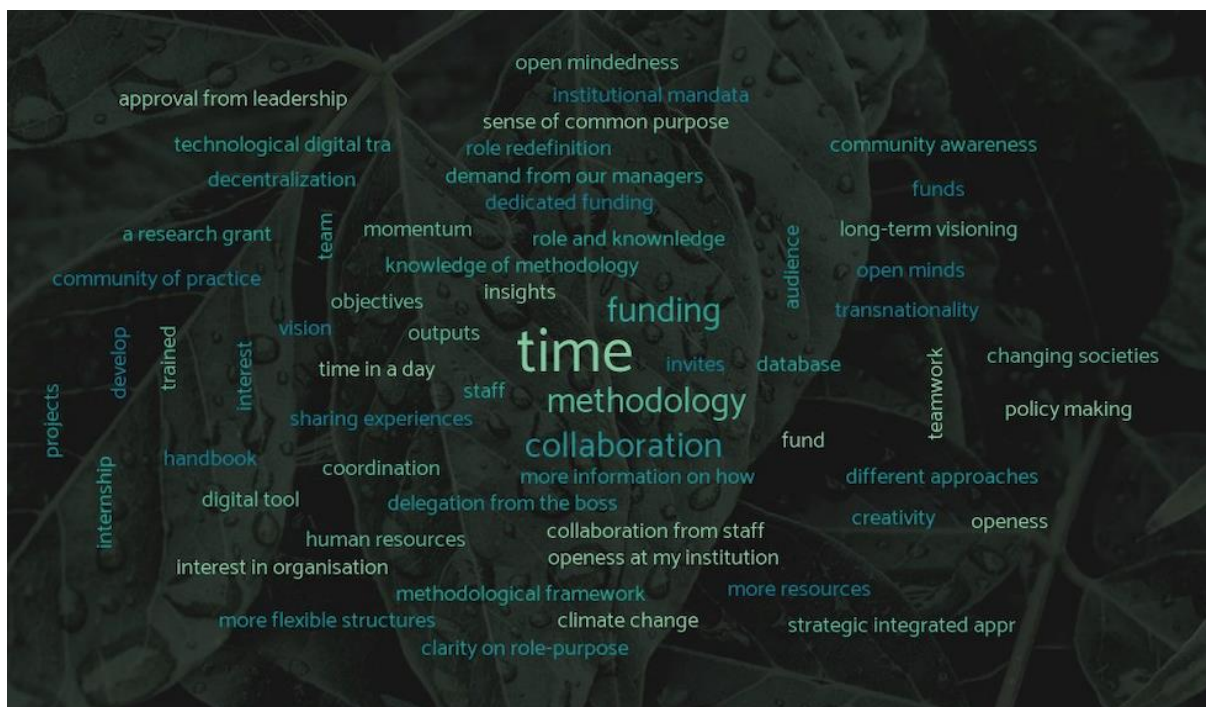 open mindedness
approval from leadership
institutional mandata
sense of common purpose
technological digital tra
role redefinition
community awareness
decentralization
demand from our managers
funds
dedicated funding
team
momentum
long-term visioning
a research grant
role and knownledge
audience
knowledge of methodology
open minds
community of practice
insights
objectives
funding
transnationality
vision
outputs
time
develop
trained
interest
time in a day
invites
database
changing societies
teamwork
projects
staff
methodology
policy making
sharing experiences
collaboration
fund
handbook
coordination
more information on how
different approaches
internship
digital tool
delegation from the boss
creativity
openess
human resources
collaboration from staff
openess at my institution
interest in organisation
methodological framework
more resources
more flexible structures
climate change
strategic integrated appr
clarity on role-purpose